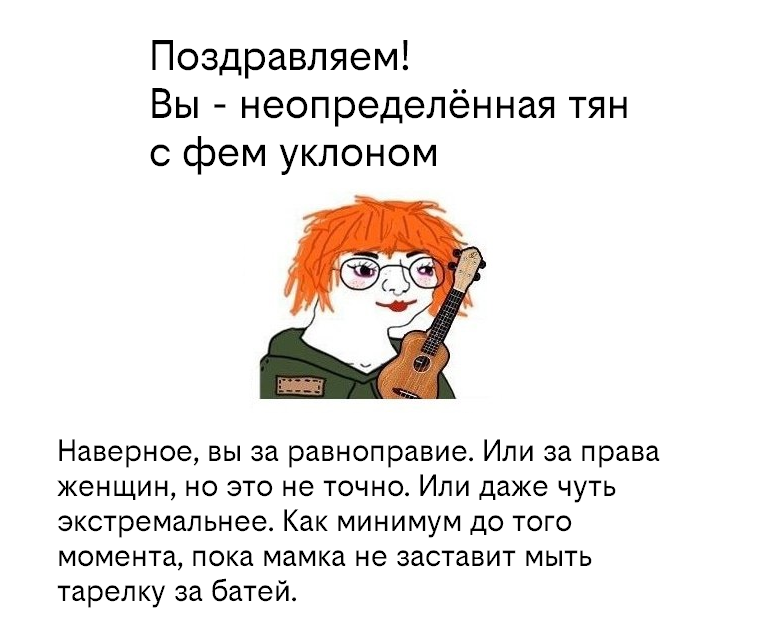 Поздравляем!
Вы - неопределённая тян
с фем уклоном
Наверное, вы за равноправие. Или за права
женщин, но это не точно. Или даже чуть
экстремальнее. Как минимум до того
момента, пока мамка не заставит мыть
тарелку за батей.